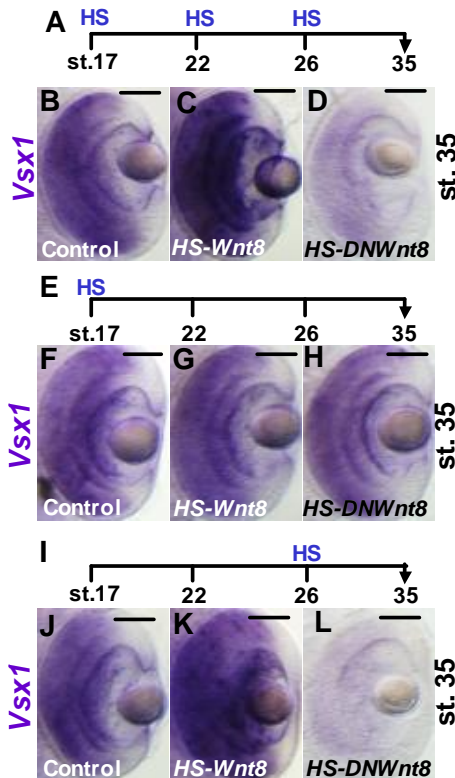 A HS HS HS
st.17 22 26 35
Vsx1
B C D
Control HS-Wnt8 HS-DNWnt8
st. 35
E HS
st.17 22 26 35
Vsx1
F G H
Control HS-Wnt8 HS-DNWnt8
st. 35
I HS
st.17 22 26 35
Vsx1
J K L
Control HS-Wnt8 HS-DNWnt8
st. 35